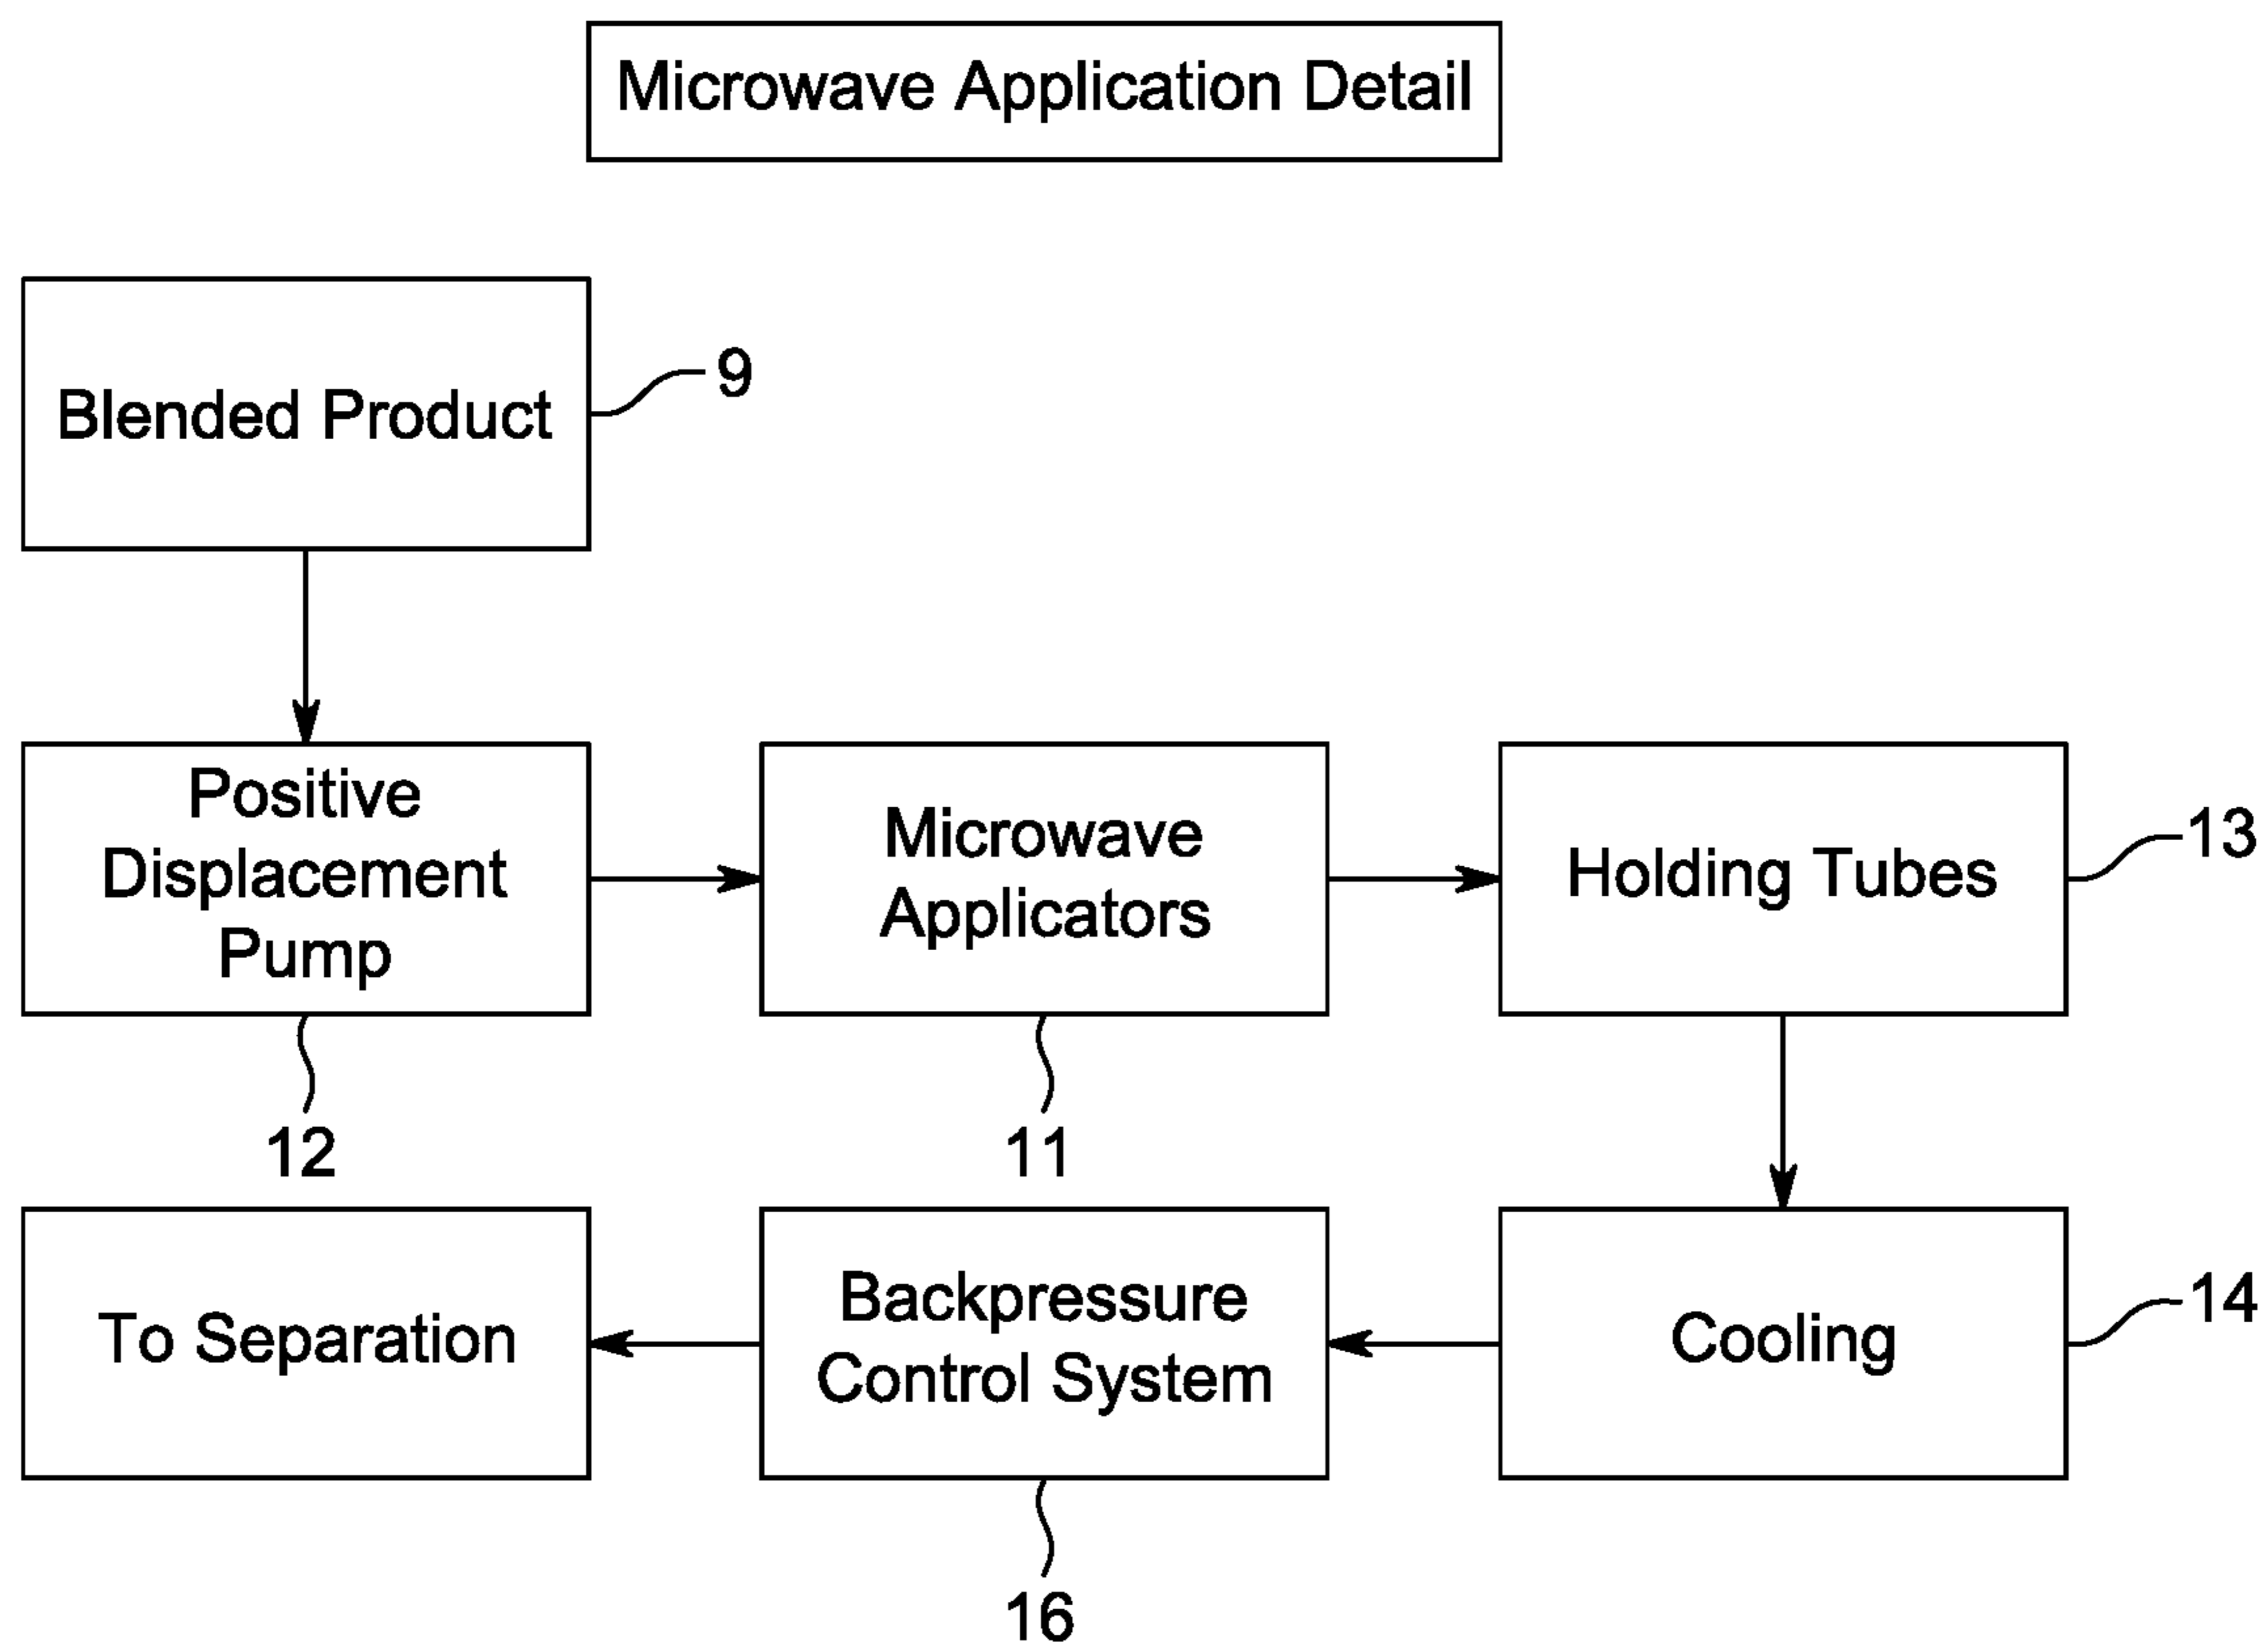 Microwave Application Detail
Blended Product
9
Positive
Displacement
Pump
12
Microwave
Applicators
11
Holding Tubes
13
To Separation
Backpressure
Control System
16
Cooling
14